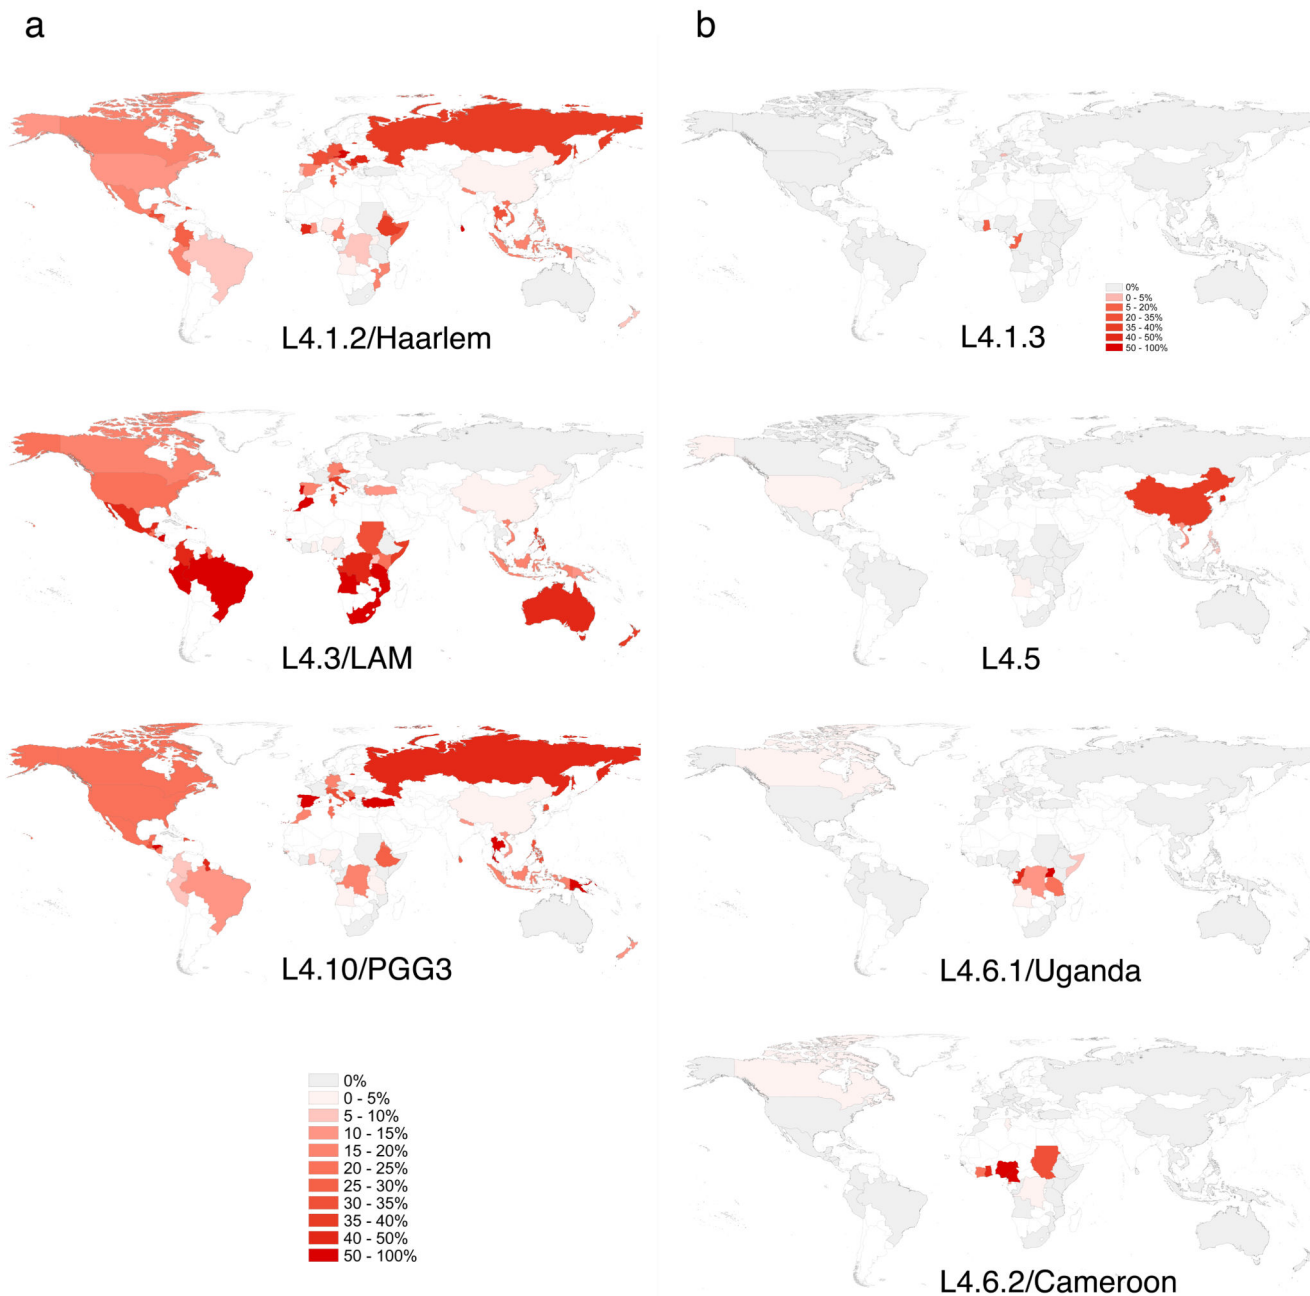 a
L4.1.2/Haarlem
L4.3/LAM
L4.10/PGG3
0%
0 - 5%
5 - 10%
10 - 15%
15 - 20%
20 - 25%
25 - 30%
30 - 35%
35 - 40%
40 - 50%
50 - 100%
b
0%
0 - 5%
5 - 20%
20 - 35%
35 - 40%
40 - 50%
50 - 100%
L4.1.3
L4.5
L4.6.1/Uganda
L4.6.2/Cameroon